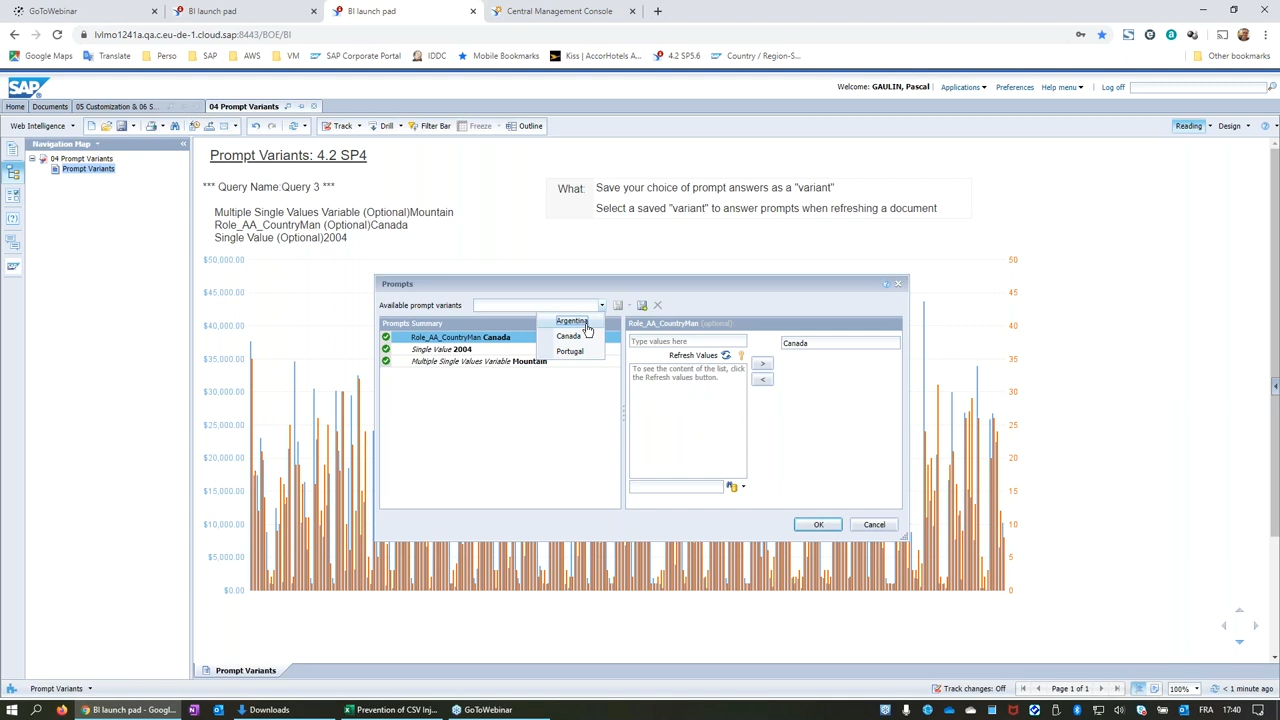 GoToWebinar
BI launch pad
BI launch pad
Central Management Console
lvlmo1241a.qa.c.eu-de-1.cloud.sap:8443/BOE/BI
Google Maps
Translate
Perso
SAP
AWS
VM
SAP Corporate Portal
IDDC
Mobile Bookmarks
Kiss | AccorHotels A...
4.2 SP5.6
Country / Region-S...
Other bookmarks
SAP
Welcome: GAULIN, Pascal
Applications
Preferences
Help menu
Log off
Home
Documents
05 Customization & 06 S...
04 Prompt Variants
Web Intelligence
Track
Drill
Filter Bar
Freeze
Outline
Reading
Design
Navigation Map
04 Prompt Variants
Prompt Variants
Prompt Variants: 4.2 SP4
*** Query Name:Query 3 ***
Multiple Single Values Variable (Optional)Mountain
Role_AA_CountryMan (Optional)Canada
Single Value (Optional)2004
What:
Save your choice of prompt answers as a "variant"
Select a saved "variant" to answer prompts when refreshing a document
$50,000.00
$45,000.00
$40,000.00
$35,000.00
$30,000.00
$25,000.00
$20,000.00
$15,000.00
$10,000.00
$5,000.00
$0.00
50
45
40
35
30
25
20
15
10
5
0
Prompts
Available prompt variants
Argentina
Canada
Portugal
Prompts Summary
Role_AA_CountryMan Canada
Single Value 2004
Multiple Single Values Variable Mountain
Role_AA_CountryMan (optional)
Type values here
Refresh Values
To see the content of the list, click
the Refresh values button.
Canada
>
<
OK
Cancel
Prompt Variants
Prompt Variants
Track changes: Off
Page 1 of 1
100%
< 1 minute ago
BI launch pad - Googl...
Downloads
Prevention of CSV Inj...
GoToWebinar
FRA
17:40